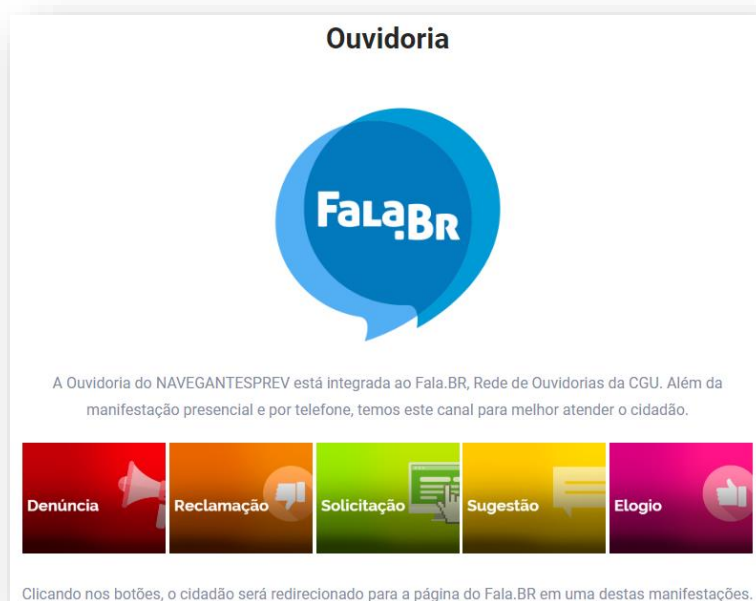 Ouvidoria
FALA.BR
A Ouvidoria do NAVEGANTESPREV está integrada ao Fala.BR, Rede de Ouvidorias da CGU. Além da
manifestação presencial e por telefone, temos este canal para melhor atender o cidadão.
Denúncia Reclamação Solicitação Sugestão Elogio
Clicando nos botões, o cidadão será redirecionado para a página do Fala.BR em uma destas manifestações.